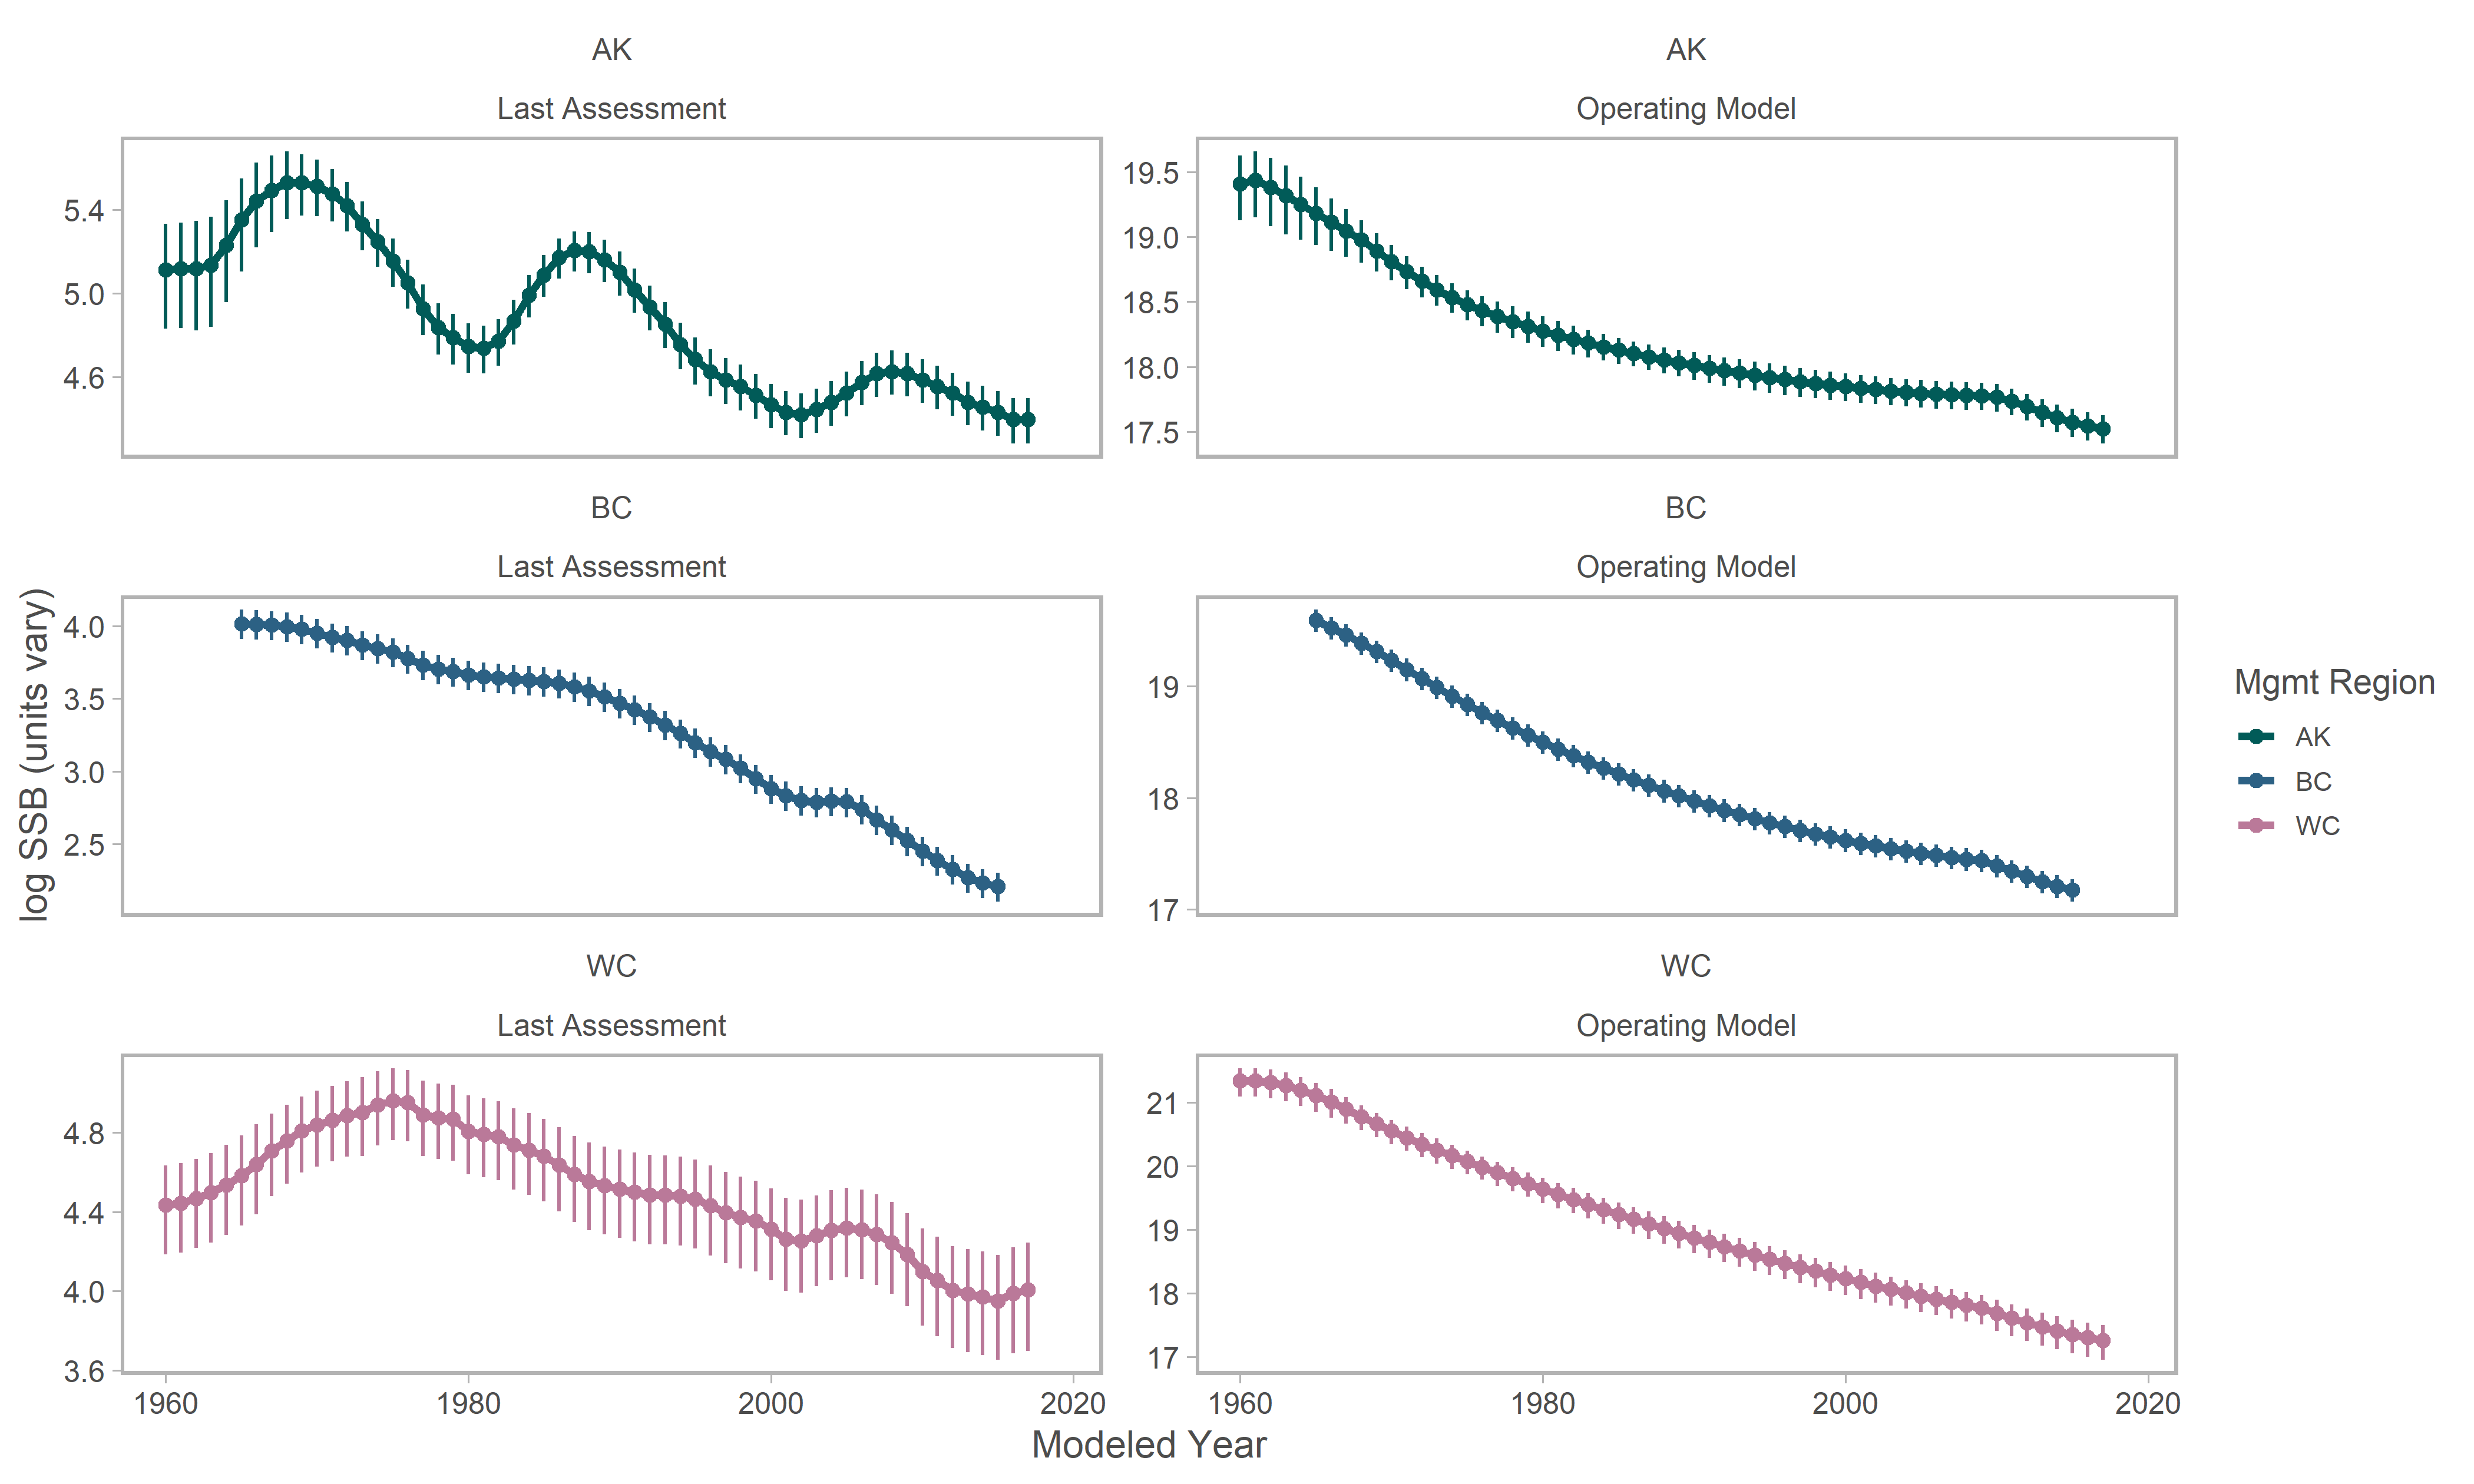 AK
Last Assessment
5.4
5.0
4.6
AK
Operating Model
19.5
19.0
18.5
18.0
17.5
BC
Last Assessment
4.0
3.5
3.0
2.5
BC
Operating Model
19
18
17
WC
Last Assessment
4.8
4.4
4.0
3.6
1960 1980 2000 2020
WC
Operating Model
21
20
19
18
17
1960 1980 2000 2020
log SSB (units vary)
Modeled Year
Mgmt Region
AK
BC
WC